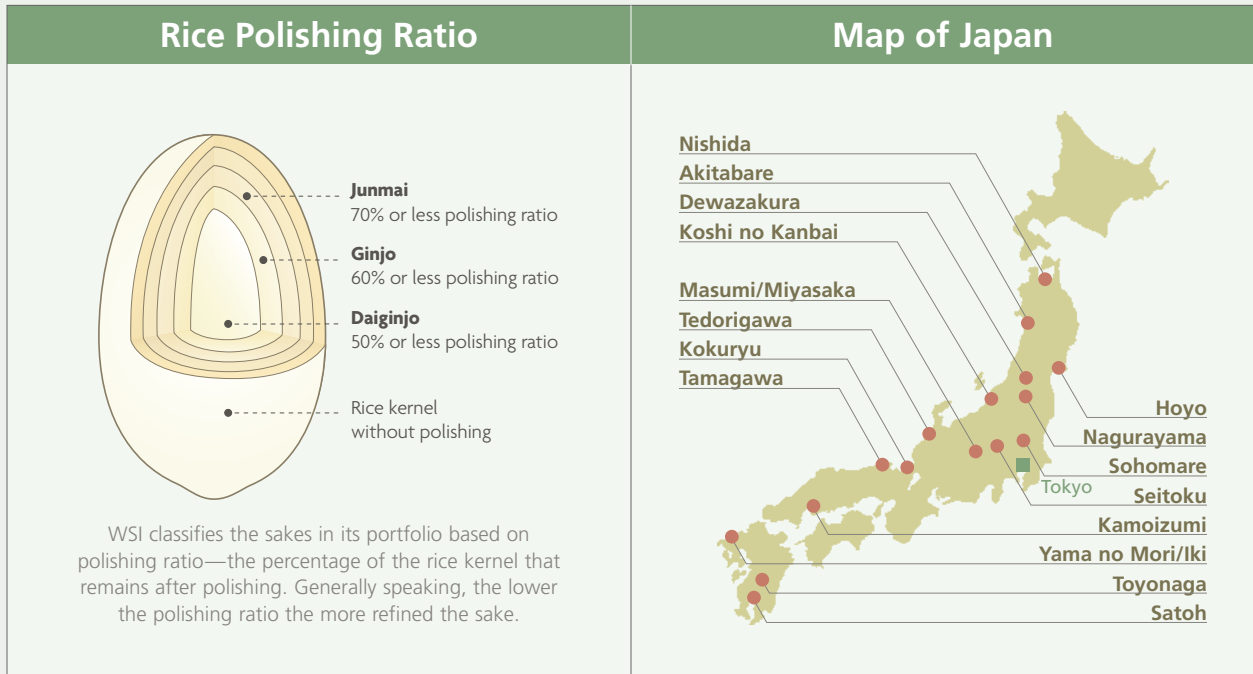 Rice Polishing Ratio
Junmai
70% or less polishing ratio
Ginjo
60% or less polishing ratio
Daiginjo
50% or less polishing ratio
Rice kernel
without polishing
WSI classifies the sakes in its portfolio based on
polishing ratio—the percentage of the rice kernel that
remains after polishing. Generally speaking, the lower
the polishing ratio the more refined the sake.
Map of Japan
Nishida
Akitabare
Dewazakura
Koshi no Kanbai
Masumi/Miyasaka
Tedorigawa
Kokuryu
Tamagawa
Hoyo
Nagurayama
Sohomare
Tokyo
Seitoku
Kamoizumi
Yama no Mori/Iki
Toyonaga
Satoh